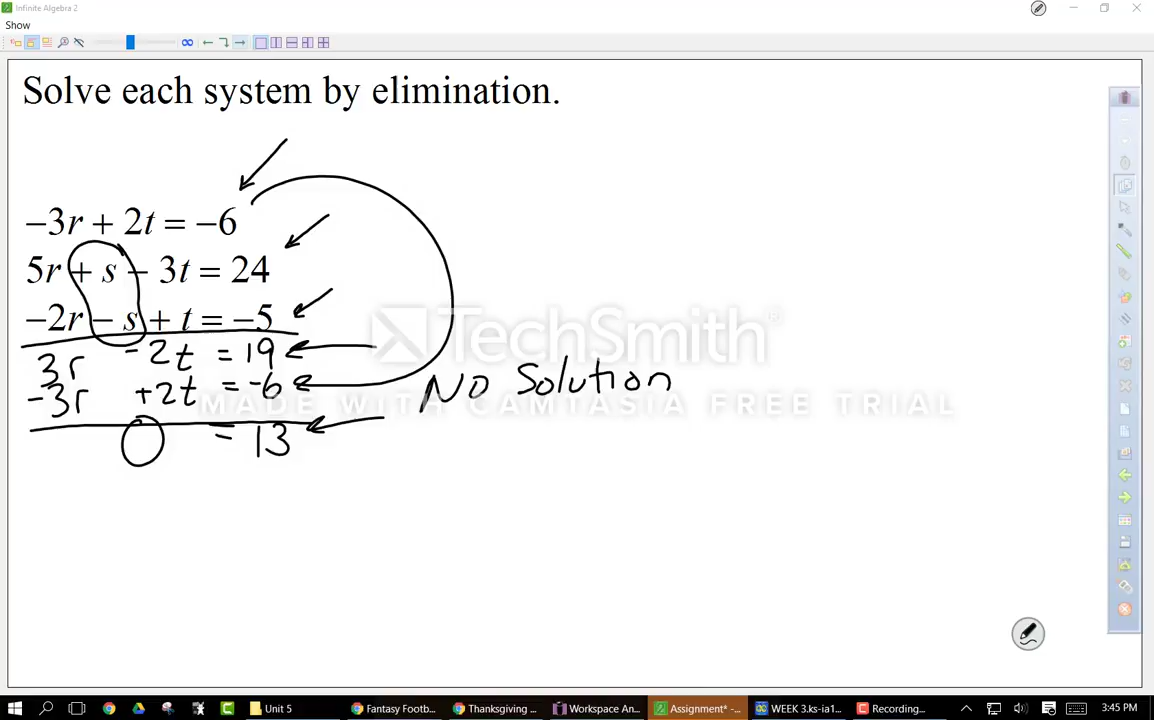 Infinite Algebra 2
Show
Solve each system by elimination.
−3r + 2t = −6
5r + s − 3t = 24
−2r − s + t = −5
3r - 2t = 19
-3r + 2t = -6
0 = 13
No Solution
TechSmith
MADE WITH CAMTASIA FREE TRIAL
Unit 5
Fantasy Footb...
Thanksgiving ...
Workspace An...
Assignment* -...
WEEK 3.ks-ia1...
Recording...
3:45 PM